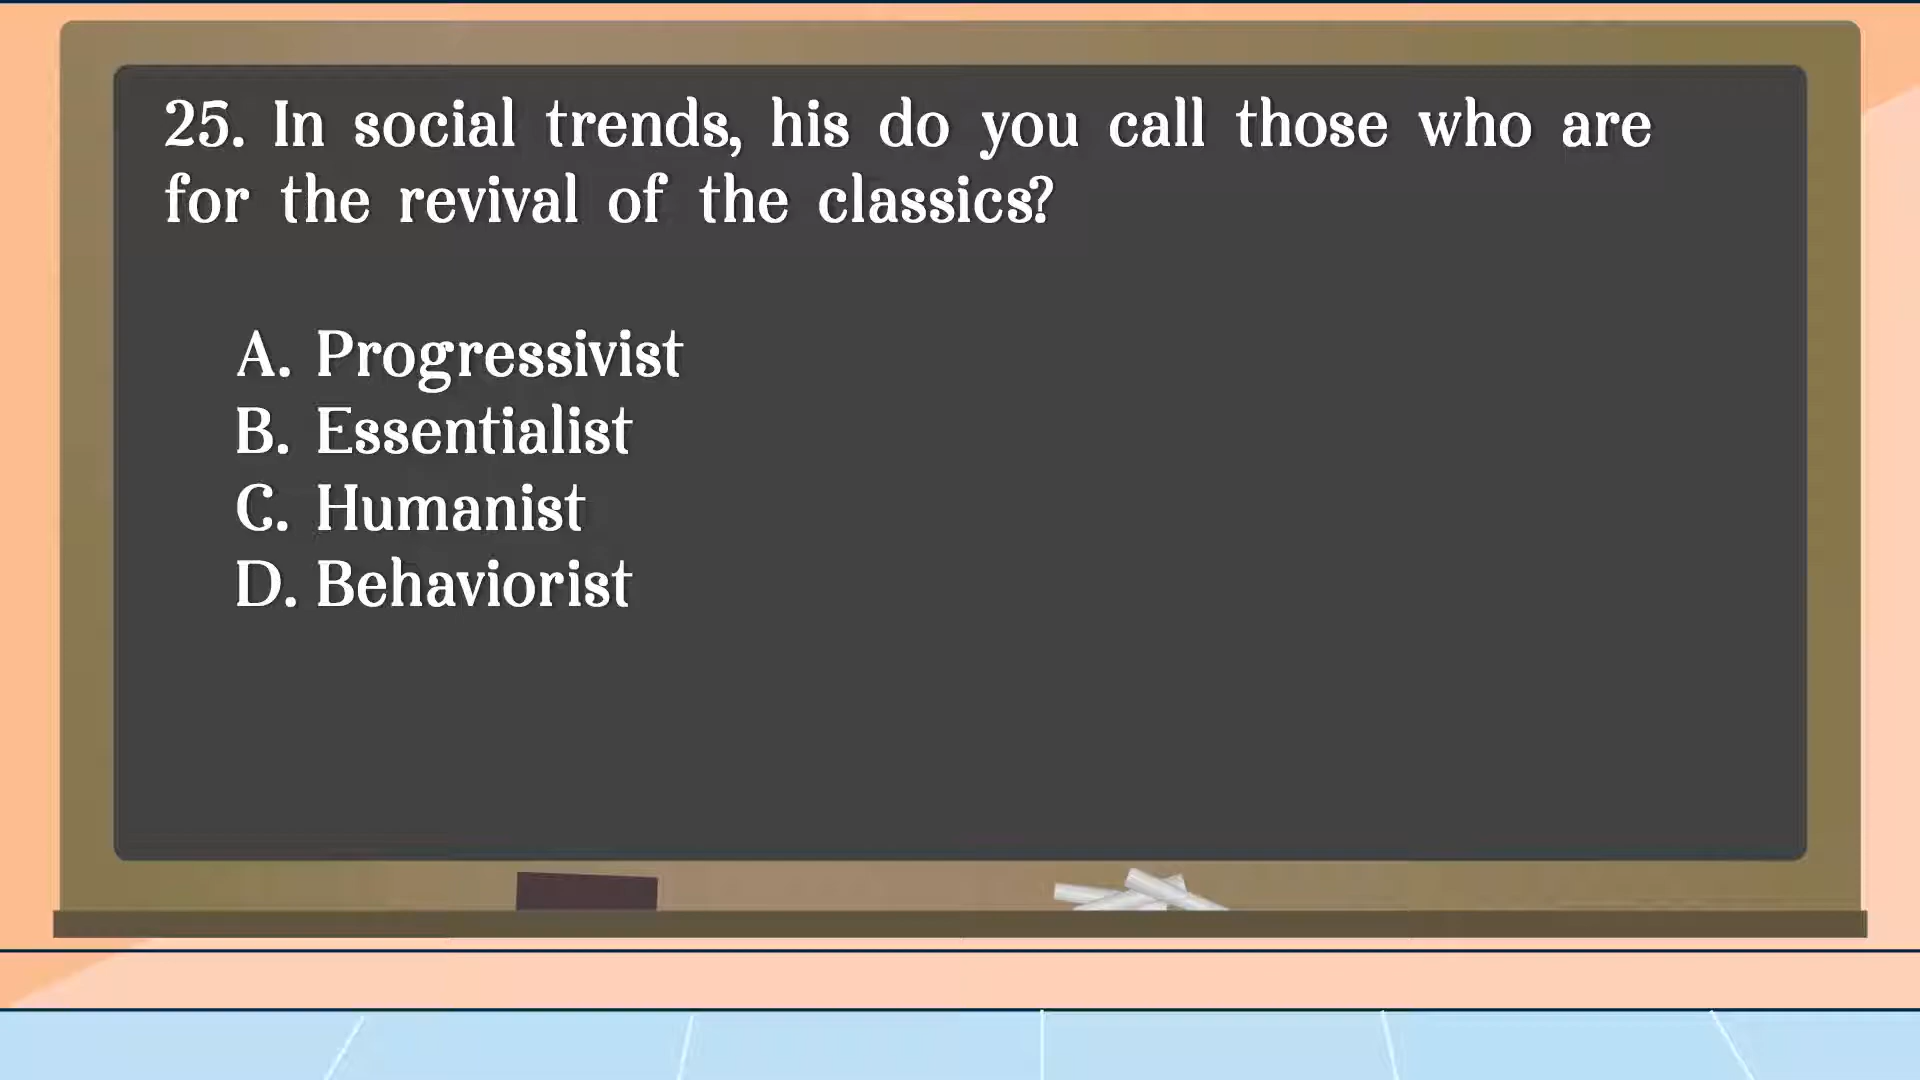 25. In social trends, his do you call those who are
for the revival of the classics?
A. Progressivist
B. Essentialist
C. Humanist
D. Behaviorist